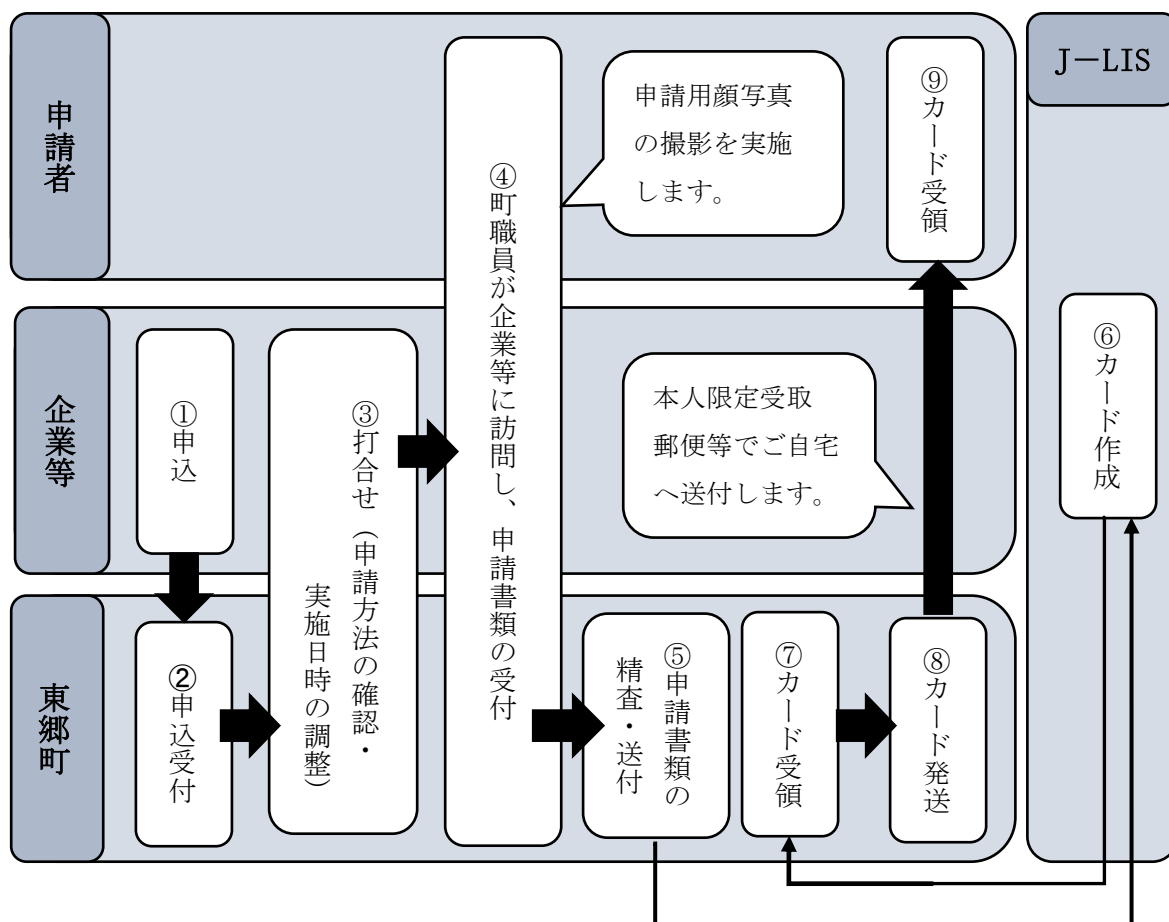 申請者
④町職員が企業等に訪問し、申請書類の受付
申請用顔写真
の撮影を実施
します。
⑨カード受領
J－LIS
企業等
①申込
③打合せ（申請方法の確認・
実施日時の調整）
本人限定受取
郵便等でご自宅
へ送付します。
⑥カード作成
東郷町
②申込受付
⑤申請書類の
精査・送付
⑦カード受領
⑧カード発送